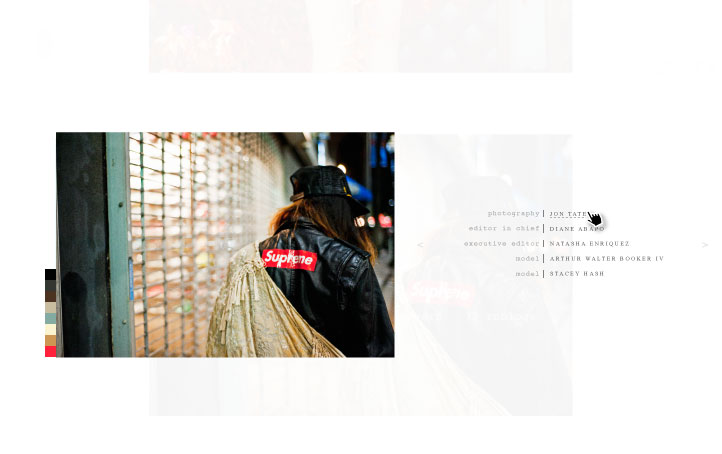 Supreme
photography | JON TATE
editor in chief | DIANE ABAPO
executive editor | NATASHA ENRIQUEZ
< >
model | ARTHUR WALTER BOOKER IV
model | STACEY HASH
Supreme